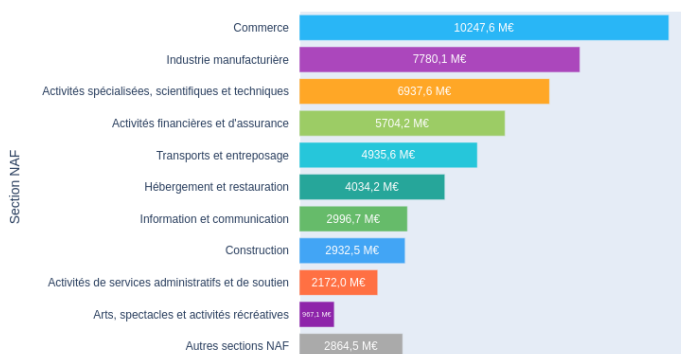 Section NAF
Commerce
10247,6 M€
Industrie manufacturière
7780,1 M€
Activités spécialisées, scientifiques et techniques
6937,6 M€
Activités financières et d'assurance
5704,2 M€
Transports et entreposage
4935,6 M€
Hébergement et restauration
4034,2 M€
Information et communication
2996,7 M€
Construction
2932,5 M€
Activités de services administratifs et de soutien
2172,0 M€
Arts, spectacles et activités récréatives
967,1 M€
Autres sections NAF
2864,5 M€